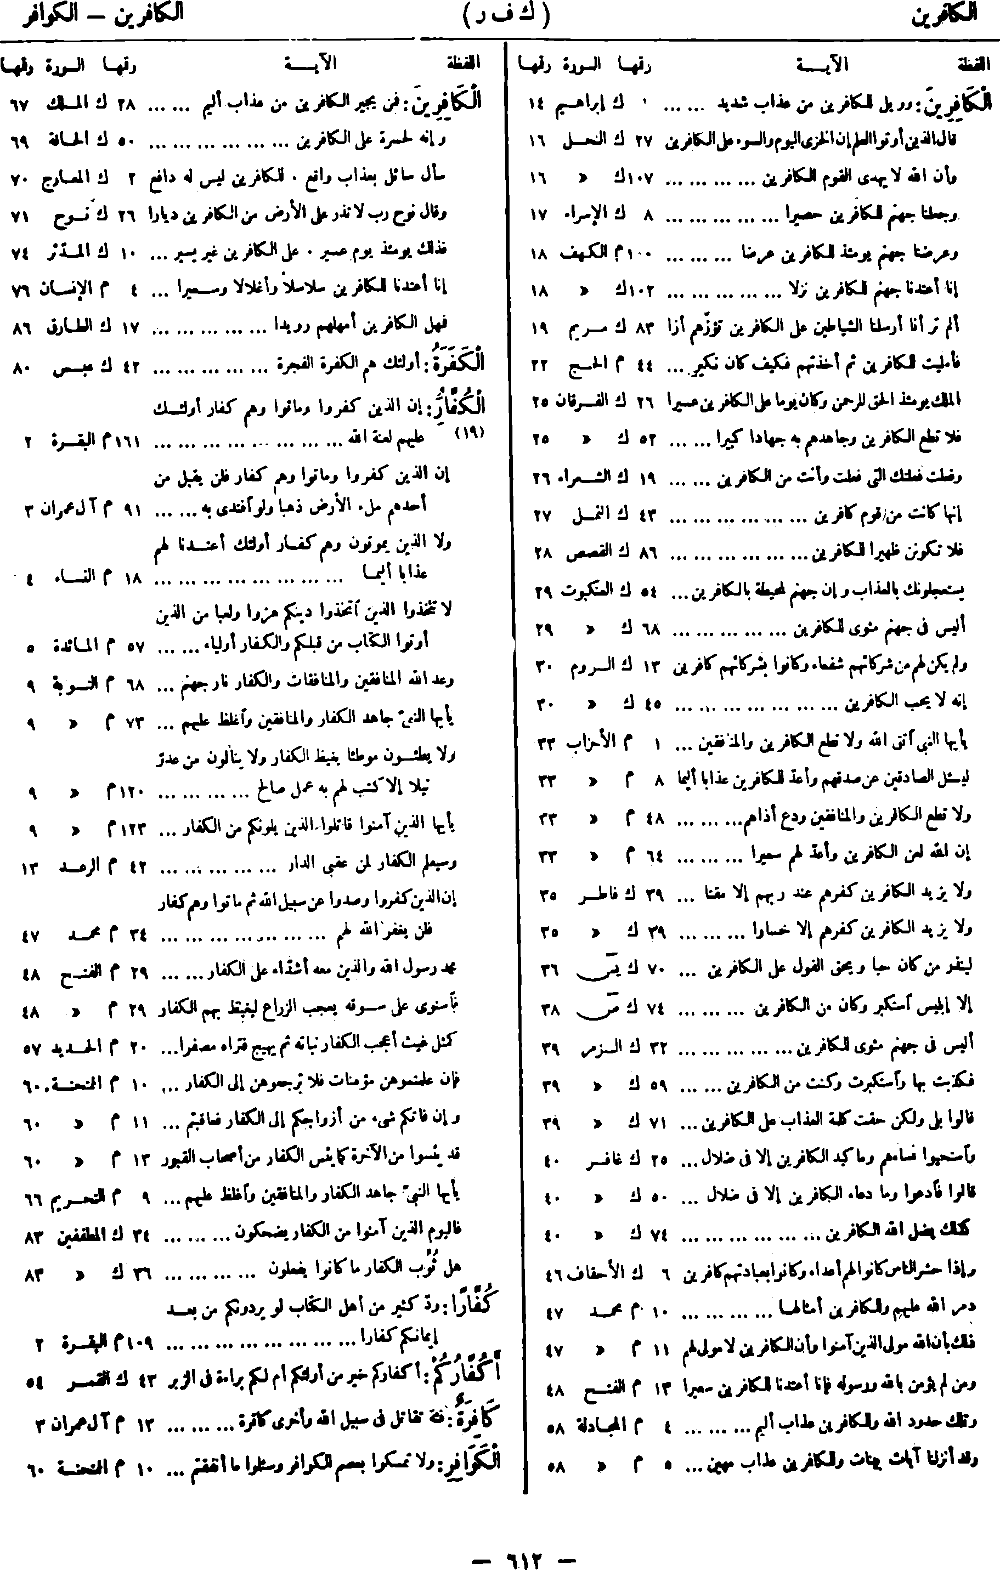 الكافرين
( ك ف ر )
الكافرين — الكوافر
اللفظة الآيـــة رقمها السورة رقمها
الْكَافِرِينَ: وويل للكافرين من عذاب شديد ... ... ٢ ك إبراهيم ١٤
قال الذين أوتوا العلم إن الخزى اليوم والسوء على الكافرين ٢٧ ك النحل ١٦
وأن الله لا يهدى القوم الكافرين ... ... ... ١٠٧ ك » ١٦
وجعلنا جهنم للكافرين حصيرا ... ... ... ... ٨ ك الإسراء ١٧
وعرضنا جهنم يومئذ للكافرين عرضا ... ... ... ١٠٠ م الكهف ١٨
إنا أعتدنا جهنم للكافرين نزلا ... ... ... ... ١٠٢ ك » ١٨
ألم تر أنا أرسلنا الشياطين على الكافرين تؤزّهم أزا ٨٣ ك مريم ١٩
فأمليت للكافرين ثم أخذتهم فكيف كان نكير ... ٤٤ م الحج ٢٢
الملك يومئذ الحق للرحمن وكان يوما على الكافرين عسيرا ٢٦ ك الفرقان ٢٥
فلا تطع الكافرين وجاهدهم به جهادا كبيرا ... ... ٥٢ ك » ٢٥
وفعلت فعلتك التى فعلت وأنت من الكافرين ... ... ١٩ ك الشعراء ٢٦
إنها كانت من قوم كافرين ... ... ... ... ... ٤٣ ك النمل ٢٧
فلا تكونن ظهيرا للكافرين ... ... ... ... ... ٨٦ ك القصص ٢٨
يستعجلونك بالعذاب وإن جهنم لمحيطة بالكافرين ... ٥٤ ك العنكبوت ٢٩
أليس فى جهنم مثوى للكافرين ... ... ... ... ... ٦٨ ك » ٢٩
ولم يكن لهم من شركائهم شفعاء وكانوا بشركائهم كافرين ١٣ ك الروم ٣٠
إنه لا يحب الكافرين ... ... ... ... ... ... ٤٥ ك » ٣٠
يأيها النبي آتق الله ولا تطع الكافرين والمنافقين ... ١ م الأحزاب ٣٣
ليسئل الصادقين عن صدقهم وأعدّ للكافرين عذابا أليما ٨ م » ٣٣
ولا تطع الكافرين والمنافقين ودع أذاهم ... ... ... ٤٨ م » ٣٣
إن الله لعن الكافرين وأعدّ لهم سعيرا ... ... ... ٦٤ م » ٣٣
ولا يزيد الكافرين كفرهم عند ربهم إلا مقتا ... ٣٩ ك فاطر ٣٥
ولا يزيد الكافرين كفرهم إلا خسارا ... ... ... ٣٩ ك » ٣٥
لينذر من كان حيا ويحق القول على الكافرين ... ٧٠ ك يس ٣٦
إلا إبليس آستكبر وكان من الكافرين ... ... ... ٧٤ ك ص ٣٨
أليس فى جهنم مثوى للكافرين ... ... ... ... ... ٣٢ ك الزمر ٣٩
فكذبت بها وآستكبرت وكنت من الكافرين ... ... ٥٩ ك » ٣٩
قالوا بلى ولكن حقت كلمة العذاب على الكافرين ... ٧١ ك » ٣٩
وآستحيوا نساءهم وما كيد الكافرين إلا فى ضلال ... ٢٥ ك غافر ٤٠
قالوا فآدعوا وما دعاء الكافرين إلا فى ضلال ... ٥٠ ك » ٤٠
كذلك يضل الله الكافرين ... ... ... ... ... ... ٧٤ ك » ٤٠
وإذا حشر الناس كانوا لهم أعداء وكانوا بعبادتهم كافرين ٦ ك الأحقاف ٤٦
دمر الله عليهم وللكافرين أمثالها ... ... ... ... ١٠ م محمد ٤٧
ذلك بأن الله مولى الذين آمنوا وأن الكافرين لا مولى لهم ١١ م » ٤٧
ومن لم يؤمن بالله ورسوله فإنا أعتدنا للكافرين سعيرا ١٣ م الفتح ٤٨
وتلك حدود الله وللكافرين عذاب أليم ... ... ... ٤ م المجادلة ٥٨
وقد أنزلنا آيات بينات وللكافرين عذاب مهين ... ٥ م » ٥٨
اللفظة الآيـــة رقمها السورة رقمها
الْكَافِرِينَ: فمن يجير الكافرين من عذاب أليم ... ... ٢٨ ك الملك ٦٧
وإنه لحسرة على الكافرين ... ... ... ... ... ٥٠ ك الحاقة ٦٩
سأل سائل بعذاب واقع ٠ للكافرين ليس له دافع ٢ ك المعارج ٧٠
وقال نوح رب لا تذر على الأرض من الكافرين ديارا ٢٦ ك نوح ٧١
فذلك يومئذ يوم عسير ٠ على الكافرين غير يسير ... ١٠ ك المدثر ٧٤
إنا أعتدنا للكافرين سلاسلاً وأغلالا وسعيرا ... ٤ م الإنسان ٧٦
فمهل الكافرين أمهلهم رويدا ... ... ... ... ... ١٧ ك الطارق ٨٦
الْكَفَرَةُ: أولئك هم الكفرة الفجرة ... ... ... ... ... ٤٢ ك عبس ٨٠
الْكُفَّارُ: إن الذين كفروا وماتوا وهم كفار أولئك
(١٩) عليهم لعنة الله ... ... ... ... ... ... ... ١٦١ م البقرة ٢
إن الذين كفروا وماتوا وهم كفار فلن يقبل من
أحدهم ملء الأرض ذهبا ولو آفتدى به ... ... ٩١ م آل عمران ٣
ولا الذين يموتون وهم كفار أولئك أعتدنا لهم
عذابا أليما ... ... ... ... ... ... ... ... ١٨ م النساء ٤
لا تتخذوا الذين آتخذوا دينكم هزوا ولعبا من الذين
أوتوا الكتاب من قبلكم والكفار أولياء ... ... ٥٧ م المائدة ٥
وعد الله المنافقين والمنافقات والكفار نار جهنم ... ٦٨ م التوبة ٩
يأيها النبىّ جاهد الكفار والمنافقين وآغلظ عليهم ... ٧٣ م » ٩
ولا يطئون موطئا يغيظ الكفار ولا ينالون من عدوّ
نيلا إلا كتب لهم به عمل صالح ... ... ... ... ١٢٠ م » ٩
يأيها الذين آمنوا قاتلوا الذين يلونكم من الكفار ... ١٢٣ م » ٩
وسيعلم الكفار لمن عقبى الدار ... ... ... ... ... ٤٢ م الرعد ١٣
إن الذين كفروا وصدوا عن سبيل الله ثم ماتوا وهم كفار
فلن يغفر الله لهم ... ... ... ... ... ... ... ٣٤ م محمد ٤٧
محمد رسول الله والذين معه أشدّاء على الكفار ... ... ٢٩ م الفتح ٤٨
فآستوى على سوقه يعجب الزراع ليغيظ بهم الكفار ٢٩ م » ٤٨
كمثل غيث أعجب الكفار نباته ثم يهيج فتراه مصفرا ... ٢٠ م الحديد ٥٧
فإن علمتموهن مؤمنات فلا ترجعوهن إلى الكفار ... ١٠ م الممتحنة ٦٠
وإن فاتكم شىء من أزواجكم إلى الكفار فعاقبتم ... ١١ م » ٦٠
قد يئسوا من الآخرة كما يئس الكفار من أصحاب القبور ١٣ م » ٦٠
يأيها النبىّ جاهد الكفار والمنافقين وآغلظ عليهم ... ٩ م التحريم ٦٦
فاليوم الذين آمنوا من الكفار يضحكون ... ... ... ٣٤ ك المطففين ٨٣
هل ثُوِّب الكفار ما كانوا يفعلون ... ... ... ... ٣٦ ك » ٨٣
كُفَّارًا: ودّ كثير من أهل الكتاب لو يردونكم من بعد
إيمانكم كفارا ... ... ... ... ... ... ... ... ١٠٩ م البقرة ٢
أَكُفَّارُكُمْ: أكفاركم خير من أولئكم أم لكم براءة فى الزبر ٤٣ ك القمر ٥٤
كَافِرَةٌ: فئة تقاتل فى سبيل الله وأخرى كافرة ... ... ... ١٣ م آل عمران ٣
الْكَوَافِرِ: ولا تمسكوا بعصم الكوافر وسئلوا ما أنفقتم ... ١٠ م الممتحنة ٦٠
— ٦١٢ —